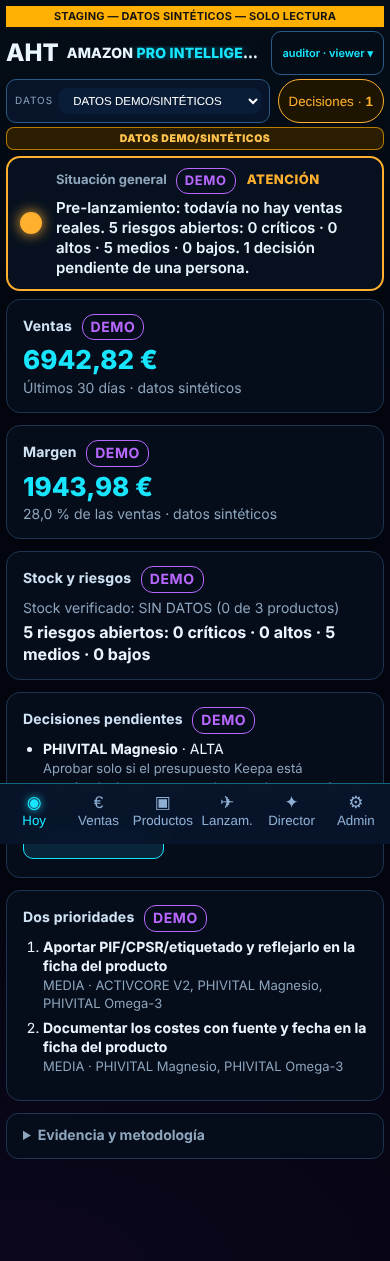 STAGING — DATOS SINTÉTICOS — SOLO LECTURA
AHT AMAZON PRO INTELLIGE... auditor · viewer ▾
DATOS DATOS DEMO/SINTÉTICOS Decisiones · 1
DATOS DEMO/SINTÉTICOS
Situación general DEMO ATENCIÓN
Pre-lanzamiento: todavía no hay ventas
reales. 5 riesgos abiertos: 0 críticos · 0
altos · 5 medios · 0 bajos. 1 decisión
pendiente de una persona.
Ventas DEMO
6942,82 €
Últimos 30 días · datos sintéticos
Margen DEMO
1943,98 €
28,0 % de las ventas · datos sintéticos
Stock y riesgos DEMO
Stock verificado: SIN DATOS (0 de 3 productos)
5 riesgos abiertos: 0 críticos · 0 altos · 5
medios · 0 bajos
Decisiones pendientes DEMO
• PHIVITAL Magnesio · ALTA
Aprobar solo si el presupuesto Keepa está
Hoy Ventas Productos Lanzam. Director Admin
Dos prioridades DEMO
1. Aportar PIF/CPSR/etiquetado y reflejarlo en la
ficha del producto
MEDIA · ACTIVCORE V2, PHIVITAL Magnesio,
PHIVITAL Omega-3
2. Documentar los costes con fuente y fecha en la
ficha del producto
MEDIA · PHIVITAL Magnesio, PHIVITAL Omega-3
▶ Evidencia y metodología